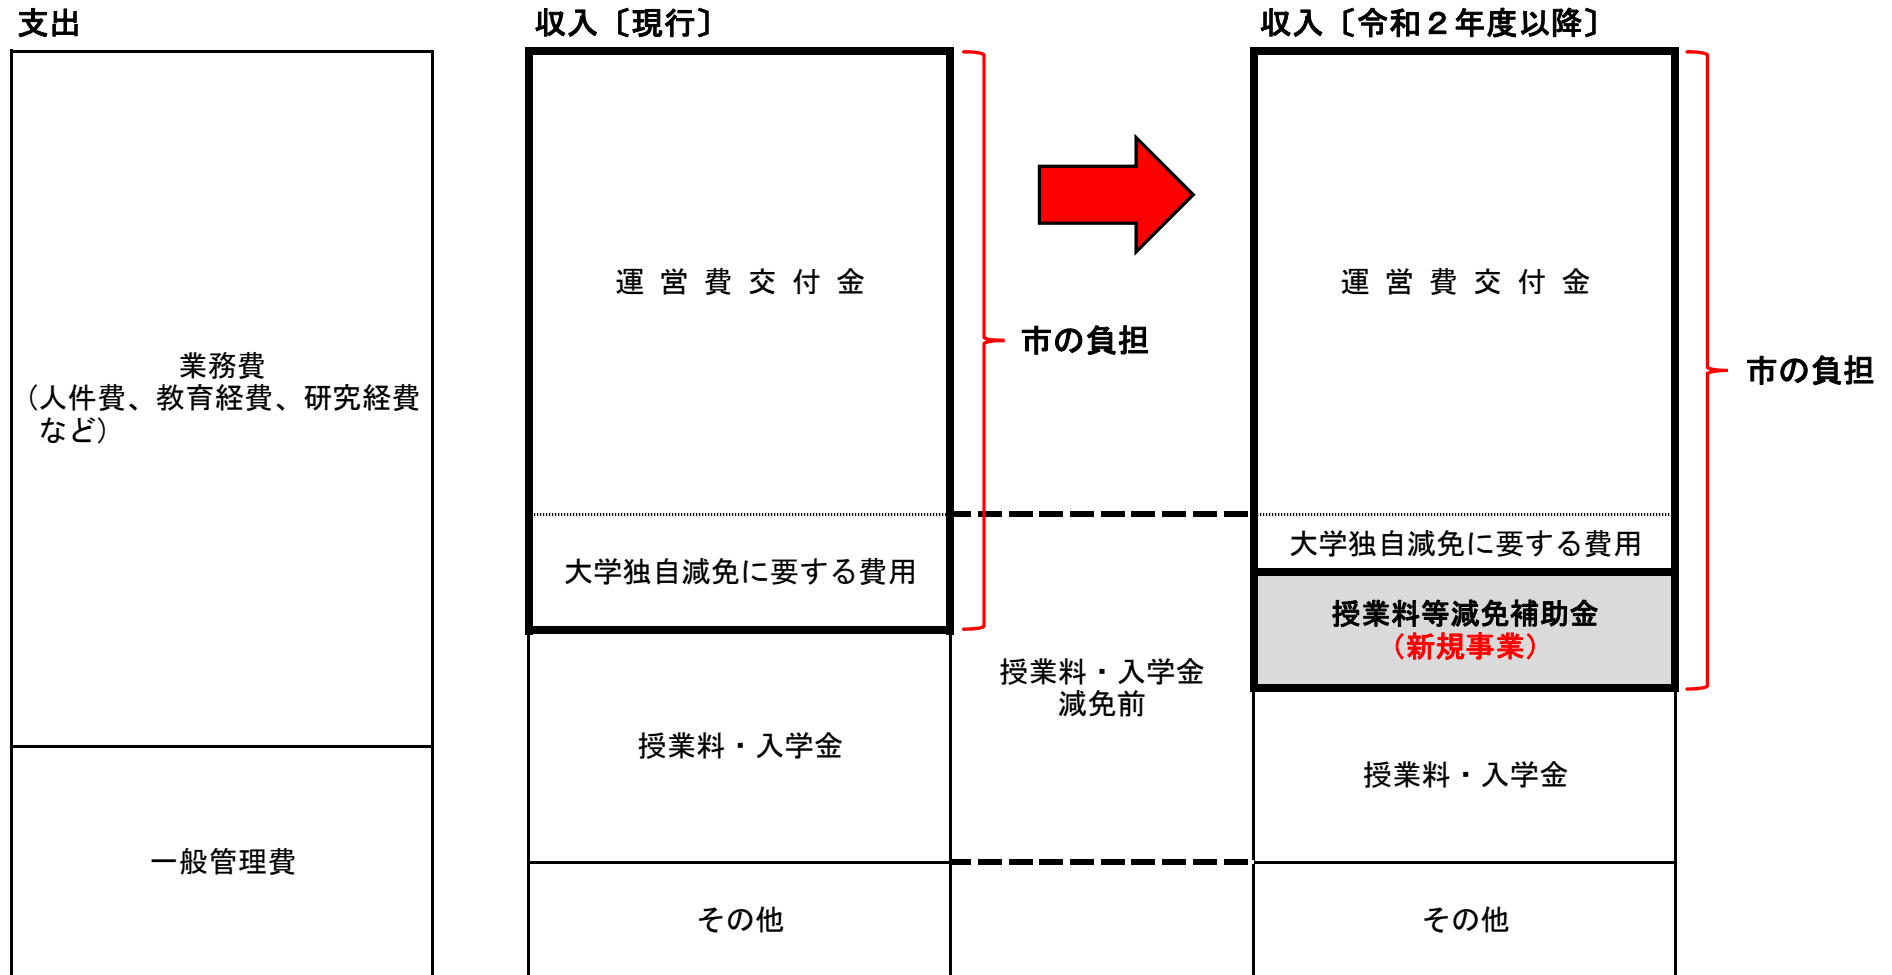 支出
業務費
（人件費、教育経費、研究経費
など）
一般管理費
収入〔現行〕
運営費交付金
大学独自減免に要する費用
授業料・入学金
その他
市の負担
授業料・入学金
減免前
収入〔令和２年度以降〕
運営費交付金
大学独自減免に要する費用
授業料等減免補助金
（新規事業）
授業料・入学金
その他
市の負担